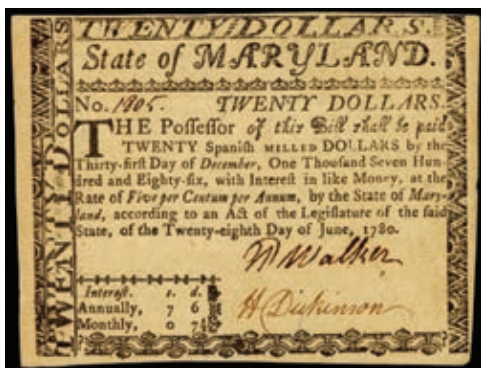 TWENTY DOLLARS.
State of MARYLAND.
No. 1805. TWENTY DOLLARS.
THE Poſſeſſor of this Bill ſhall be paid
TWENTY Spaniſh MILLED DOLLARS by the
Thirty-firſt Day of December, One Thouſand Seven Hun-
dred and Eighty-ſix, with Intereſt in like Money, at the
Rate of Five per Centum per Annum, by the State of Mary-
land, according to an Act of the Legiſlature of the ſaid
State, of the Twenty-eighth Day of June, 1780.
Walker
H Dickinson
Intereſt. s. d.
Annually, 7 6
Monthly, 0 7½
TWENTY DOLLARS